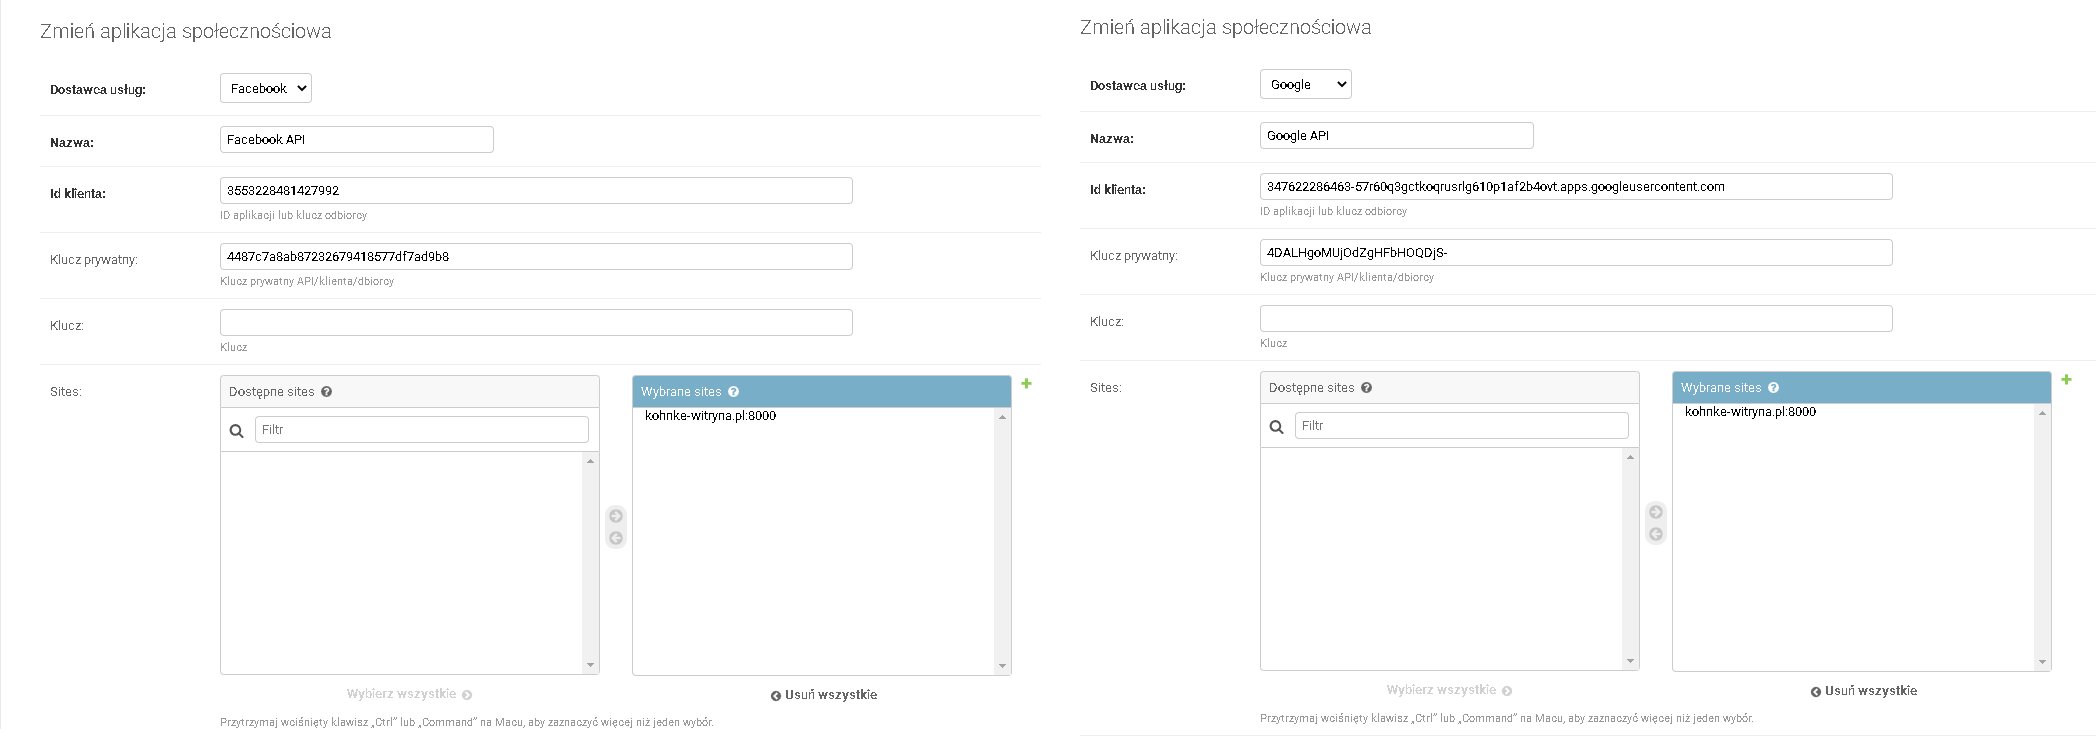 Zmień aplikacja społecznościowa
Dostawca usług:
Facebook
Nazwa:
Facebook API
Id klienta:
3553228481427992
ID aplikacji lub klucz odbiorcy
Klucz prywatny:
4487c7a8ab87232679418577df7ad9b8
Klucz prywatny API/klienta/dbiorcy
Klucz:
Klucz
Sites:
Dostępne sites
Filtr
Wybierz wszystkie
Wybrane sites
kohnke-witryna.pl:8000
Usuń wszystkie
Przytrzymaj wciśnięty klawisz „Ctrl” lub „Command” na Macu, aby zaznaczyć więcej niż jeden wybór.
Zmień aplikacja społecznościowa
Dostawca usług:
Google
Nazwa:
Google API
Id klienta:
347622286463-57r60q3gctkoqrusrlg610p1af2b4ovt.apps.googleusercontent.com
ID aplikacji lub klucz odbiorcy
Klucz prywatny:
4DALHgoMUjOdZgHFbHOQDjS-
Klucz prywatny API/klienta/dbiorcy
Klucz:
Klucz
Sites:
Dostępne sites
Filtr
Wybierz wszystkie
Wybrane sites
kohnke-witryna.pl:8000
Usuń wszystkie
Przytrzymaj wciśnięty klawisz „Ctrl” lub „Command” na Macu, aby zaznaczyć więcej niż jeden wybór.